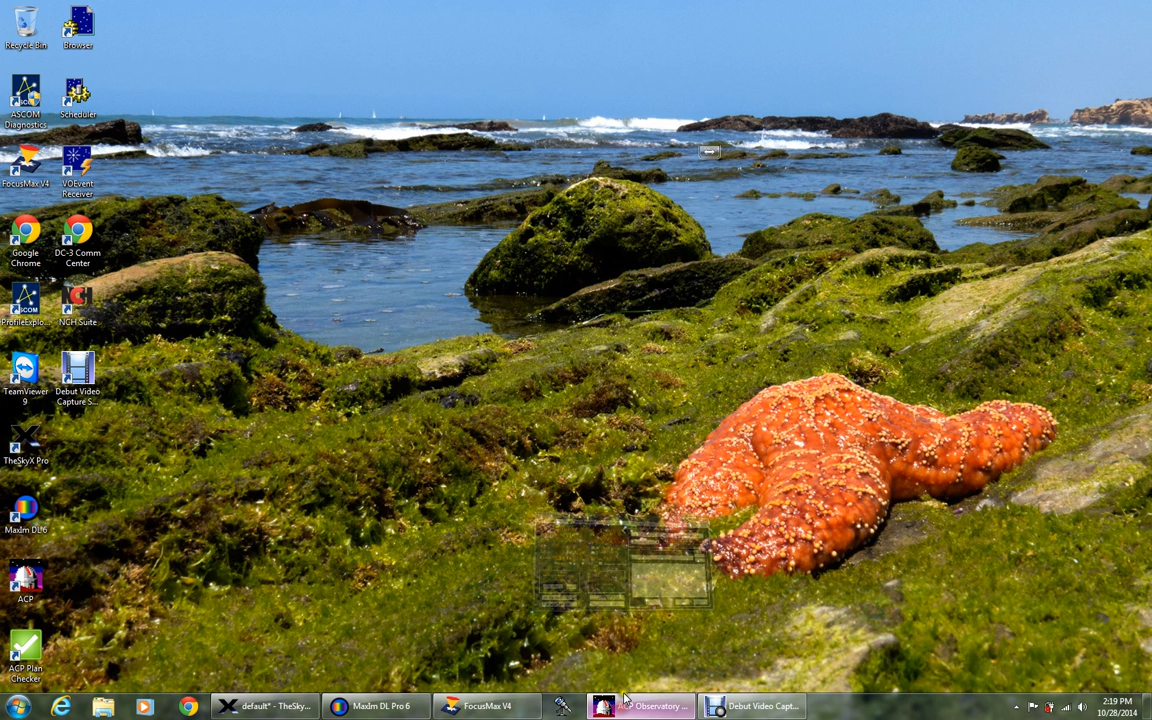 Recycle Bin
Browser
ASCOM
Diagnostics
Scheduler
FocusMax V4
VOEvent
Receiver
Google
Chrome
DC-3 Comm
Center
ProfileExplo...
NCH Suite
TeamViewer
9
Debut Video
Capture S...
TheSkyX Pro
MaxIm DL6
ACP
ACP Plan
Checker
default* - TheSky...
MaxIm DL Pro 6
FocusMax V4
ACP Observatory ...
Debut Video Capt...
2:19 PM
10/28/2014